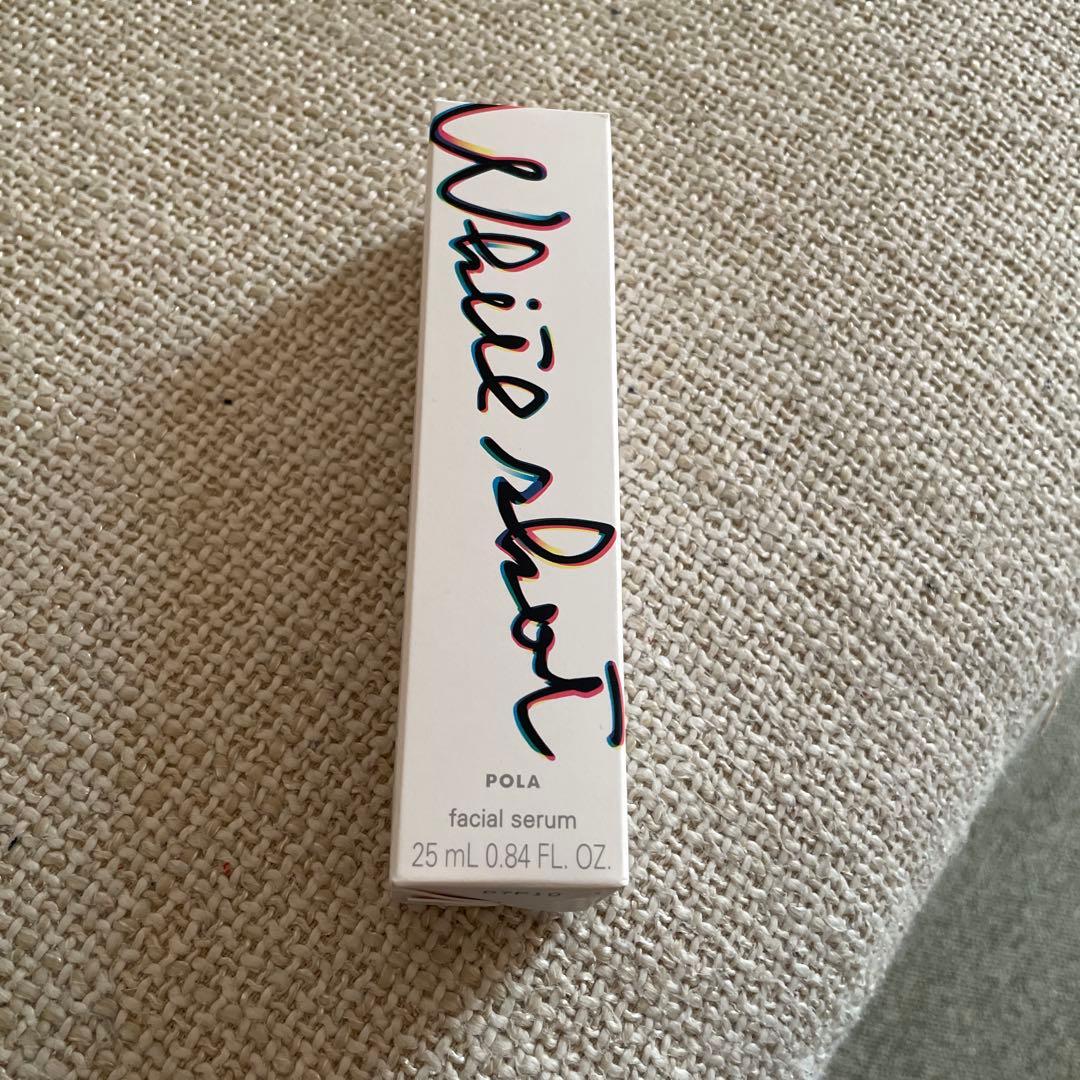 White shot
POLA
facial serum
25 mL 0.84 FL. OZ.